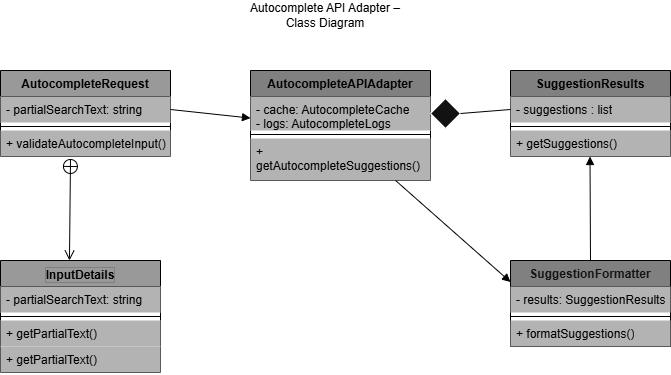 Autocomplete API Adapter –
Class Diagram
AutocompleteRequest
- partialSearchText: string
+ validateAutocompleteInput()
AutocompleteAPIAdapter
- cache: AutocompleteCache
- logs: AutocompleteLogs
+
getAutocompleteSuggestions()
SuggestionResults
- suggestions : list
+ getSuggestions()
InputDetails
- partialSearchText: string
+ getPartialText()
+ getPartialText()
SuggestionFormatter
- results: SuggestionResults
+ formatSuggestions()